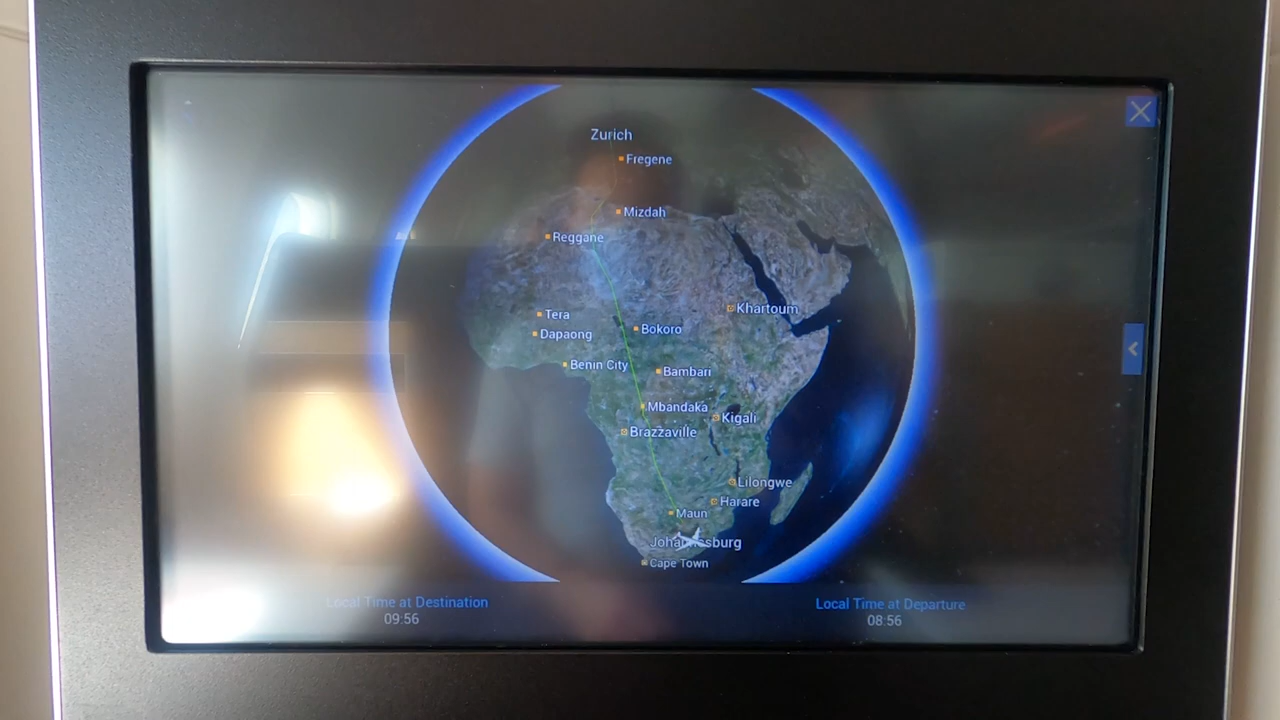 Zurich
Fregene
Mizdah
Reggane
Khartoum
Tera
Bokoro
Dapaong
Benin City
Bambari
Mbandaka
Kigali
Brazzaville
Lilongwe
Harare
Maun
Johannesburg
Cape Town
Local Time at Destination
09:56
Local Time at Departure
08:56